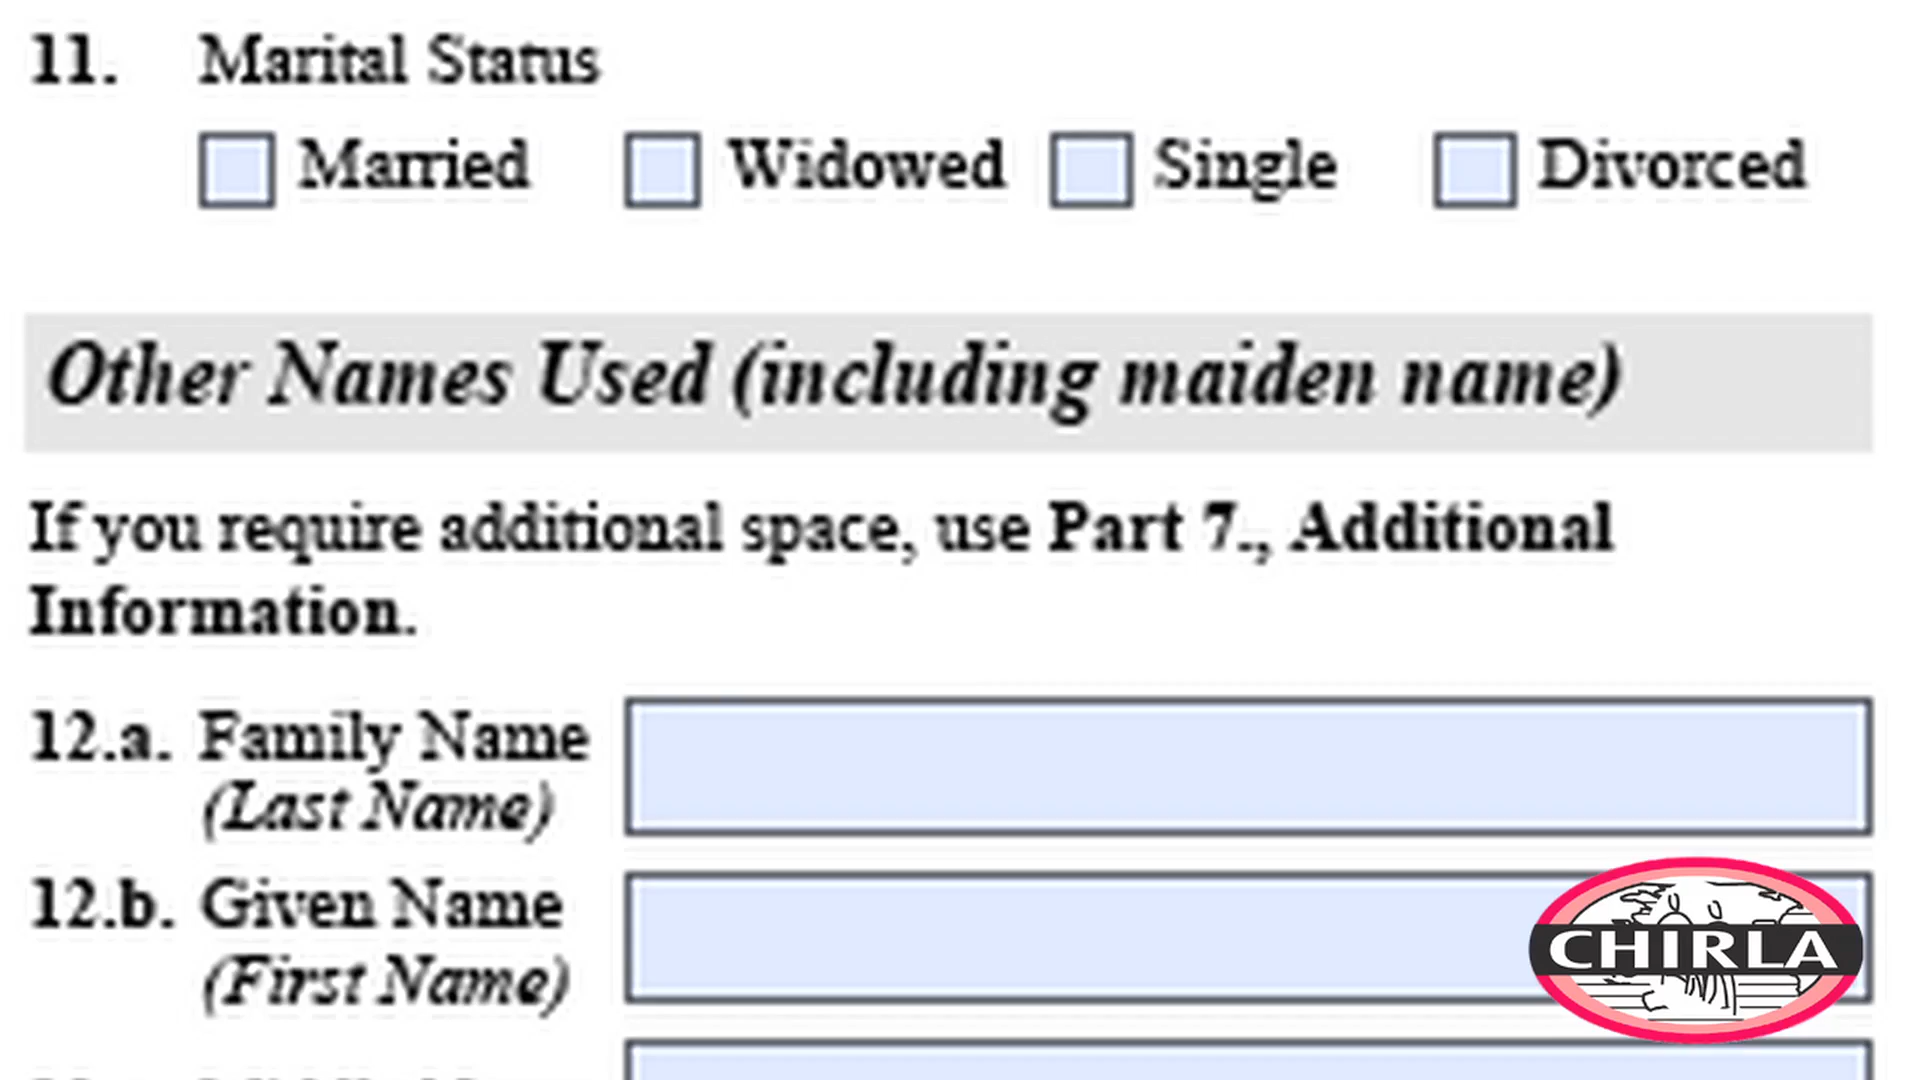 11. Marital Status
Married Widowed Single Divorced
Other Names Used (including maiden name)
If you require additional space, use Part 7., Additional
Information.
12.a. Family Name
(Last Name)
12.b. Given Name
(First Name)
CHIRLA